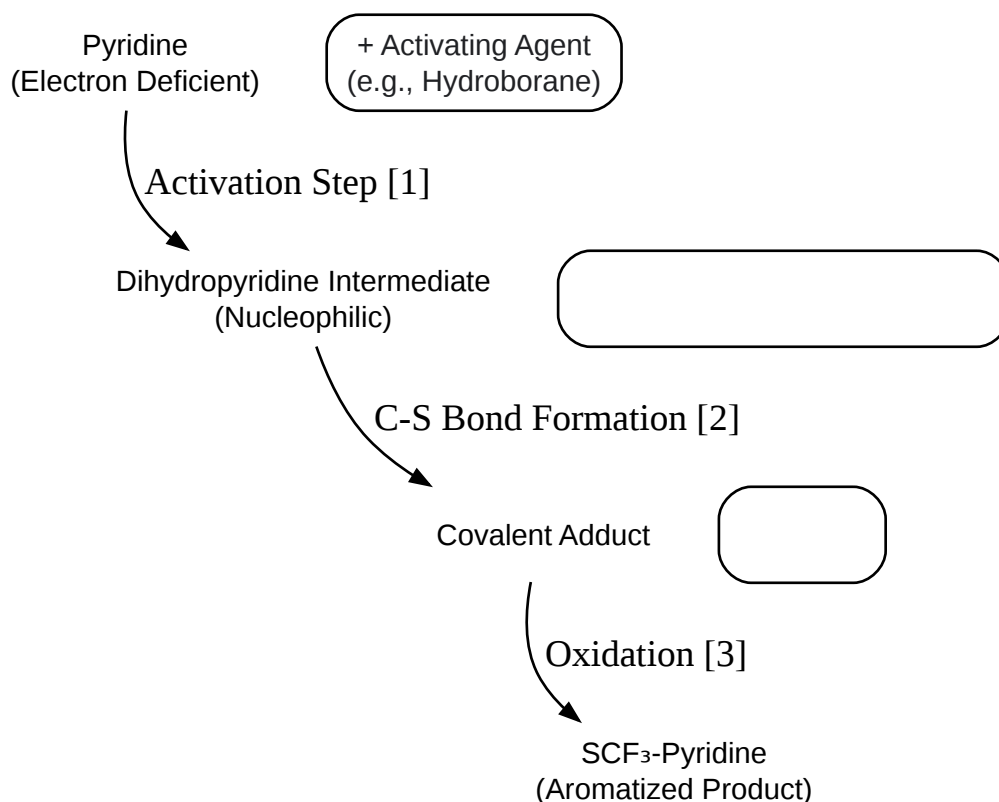 Pyridine
(Electron Deficient)
+ Activating Agent
(e.g., Hydroborane)
Activation Step [1]
Dihydropyridine Intermediate
(Nucleophilic)
C-S Bond Formation [2]
Covalent Adduct
Oxidation [3]
SCF₃-Pyridine
(Aromatized Product)